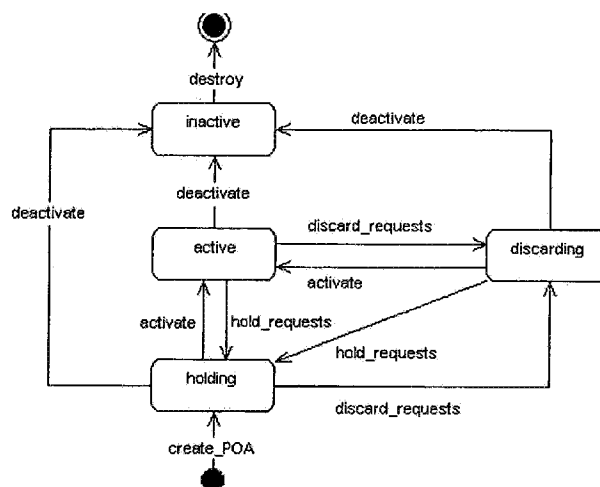 destroy
inactive
deactivate
deactivate
deactivate
discard_requests
active
discarding
activate
activate
hold_requests
hold_requests
holding
discard_requests
create_POA